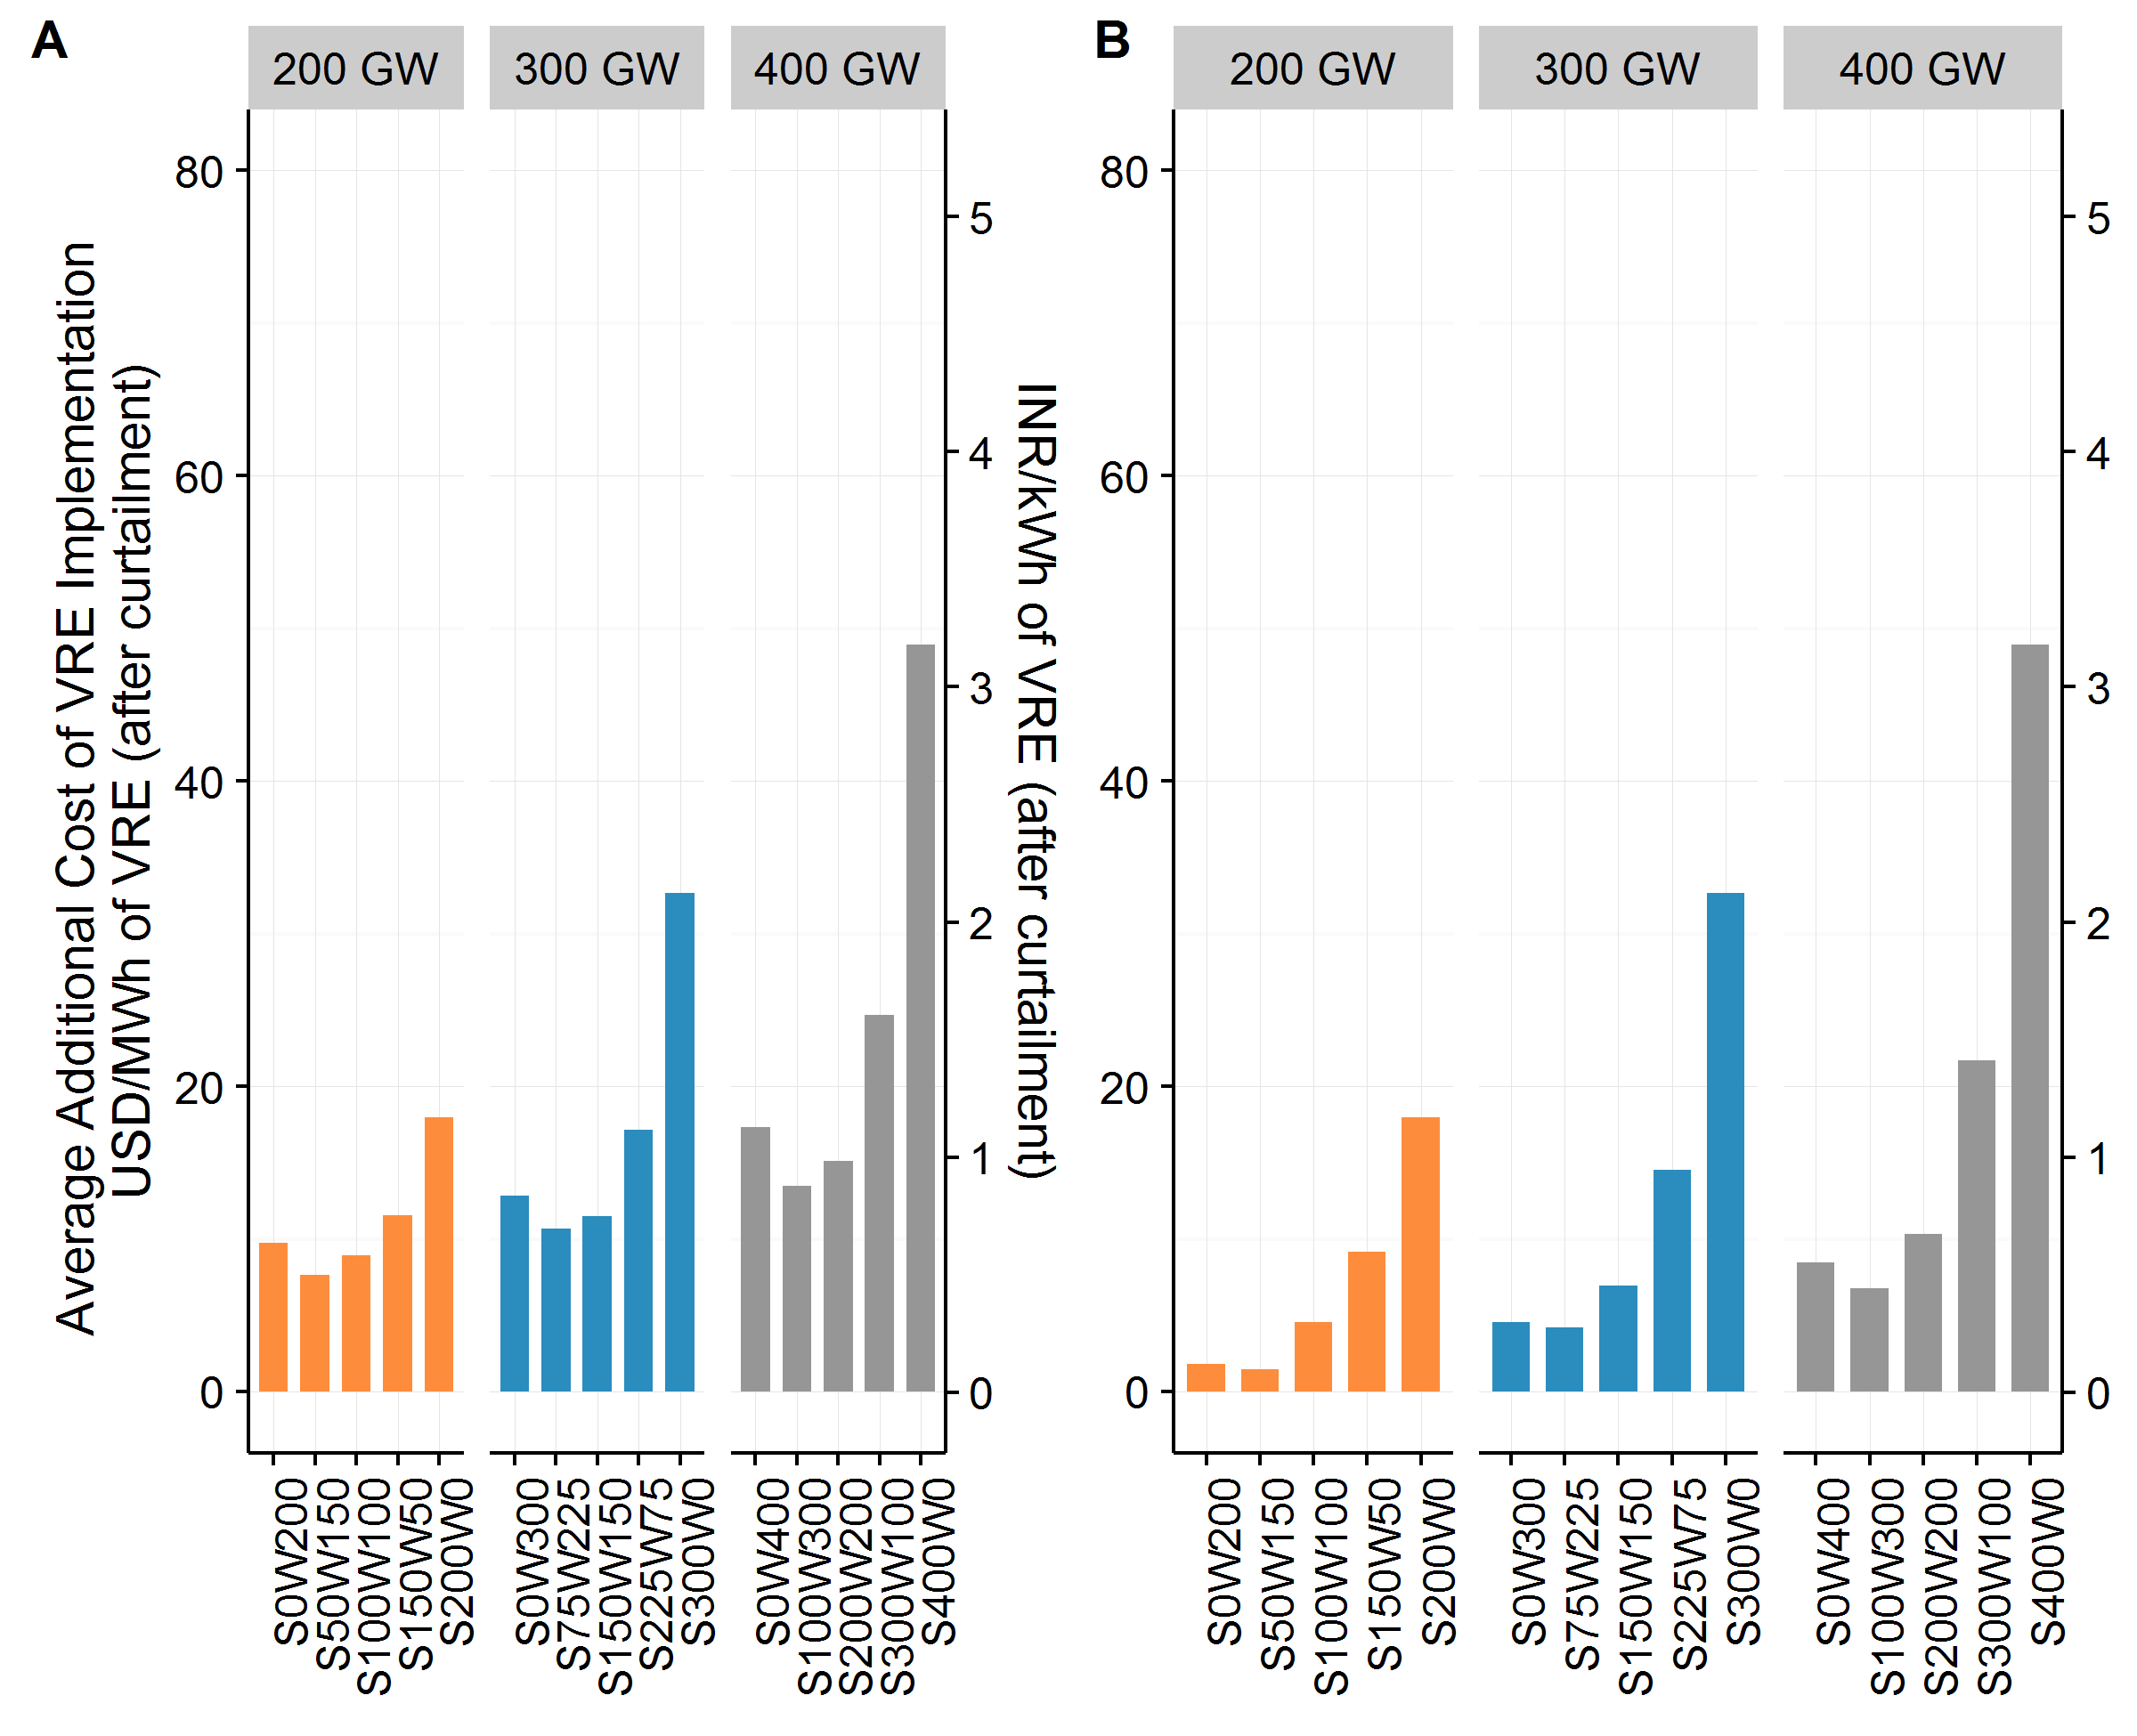 A
200 GW
300 GW
400 GW
Average Additional Cost of VRE Implementation
USD/MWh of VRE (after curtailment)
80
60
40
20
0
5
4
3
2
1
0
INR/kWh of VRE (after curtailment)
S0W200
S50W150
S100W100
S150W50
S200W0
S0W300
S75W225
S150W150
S225W75
S300W0
S0W400
S100W300
S200W200
S300W100
S400W0
B
200 GW
300 GW
400 GW
80
60
40
20
0
5
4
3
2
1
0
S0W200
S50W150
S100W100
S150W50
S200W0
S0W300
S75W225
S150W150
S225W75
S300W0
S0W400
S100W300
S200W200
S300W100
S400W0